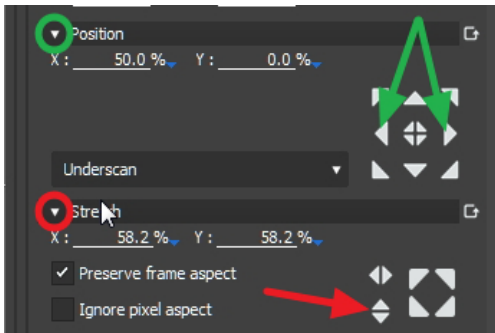 Position
X : 50.0 % Y : 0.0 %
Underscan
Stretch
X : 58.2 % Y : 58.2 %
Preserve frame aspect
Ignore pixel aspect